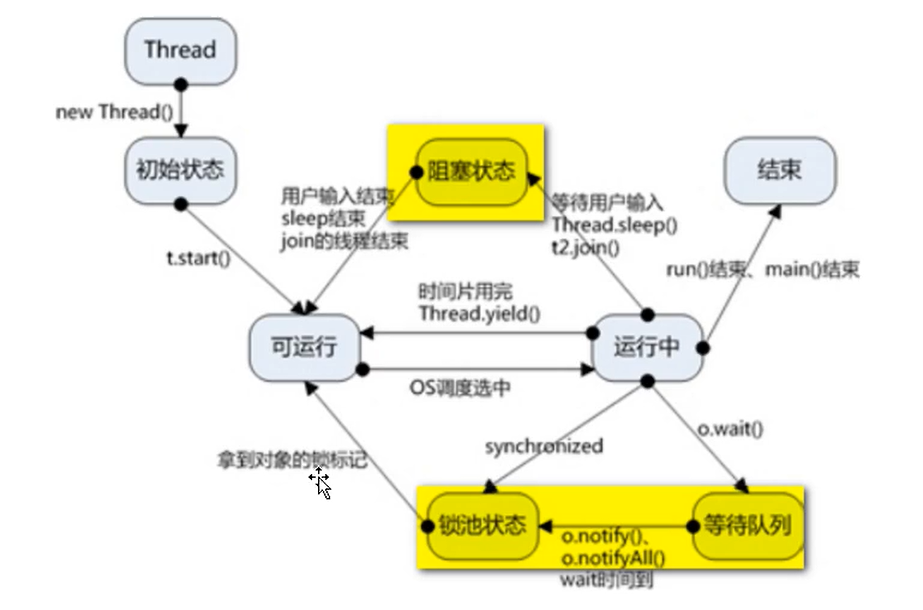 Thread
new Thread()
初始状态
阻塞状态
结束
用户输入结束
sleep结束
join的线程结束
等待用户输入
Thread.sleep()
t2.join()
t.start()
run()结束、main()结束
时间片用完
Thread.yield()
可运行
运行中
OS调度选中
synchronized
o.wait()
拿到对象的锁标记
锁池状态
等待队列
o.notify()、
o.notifyAll()
wait时间到